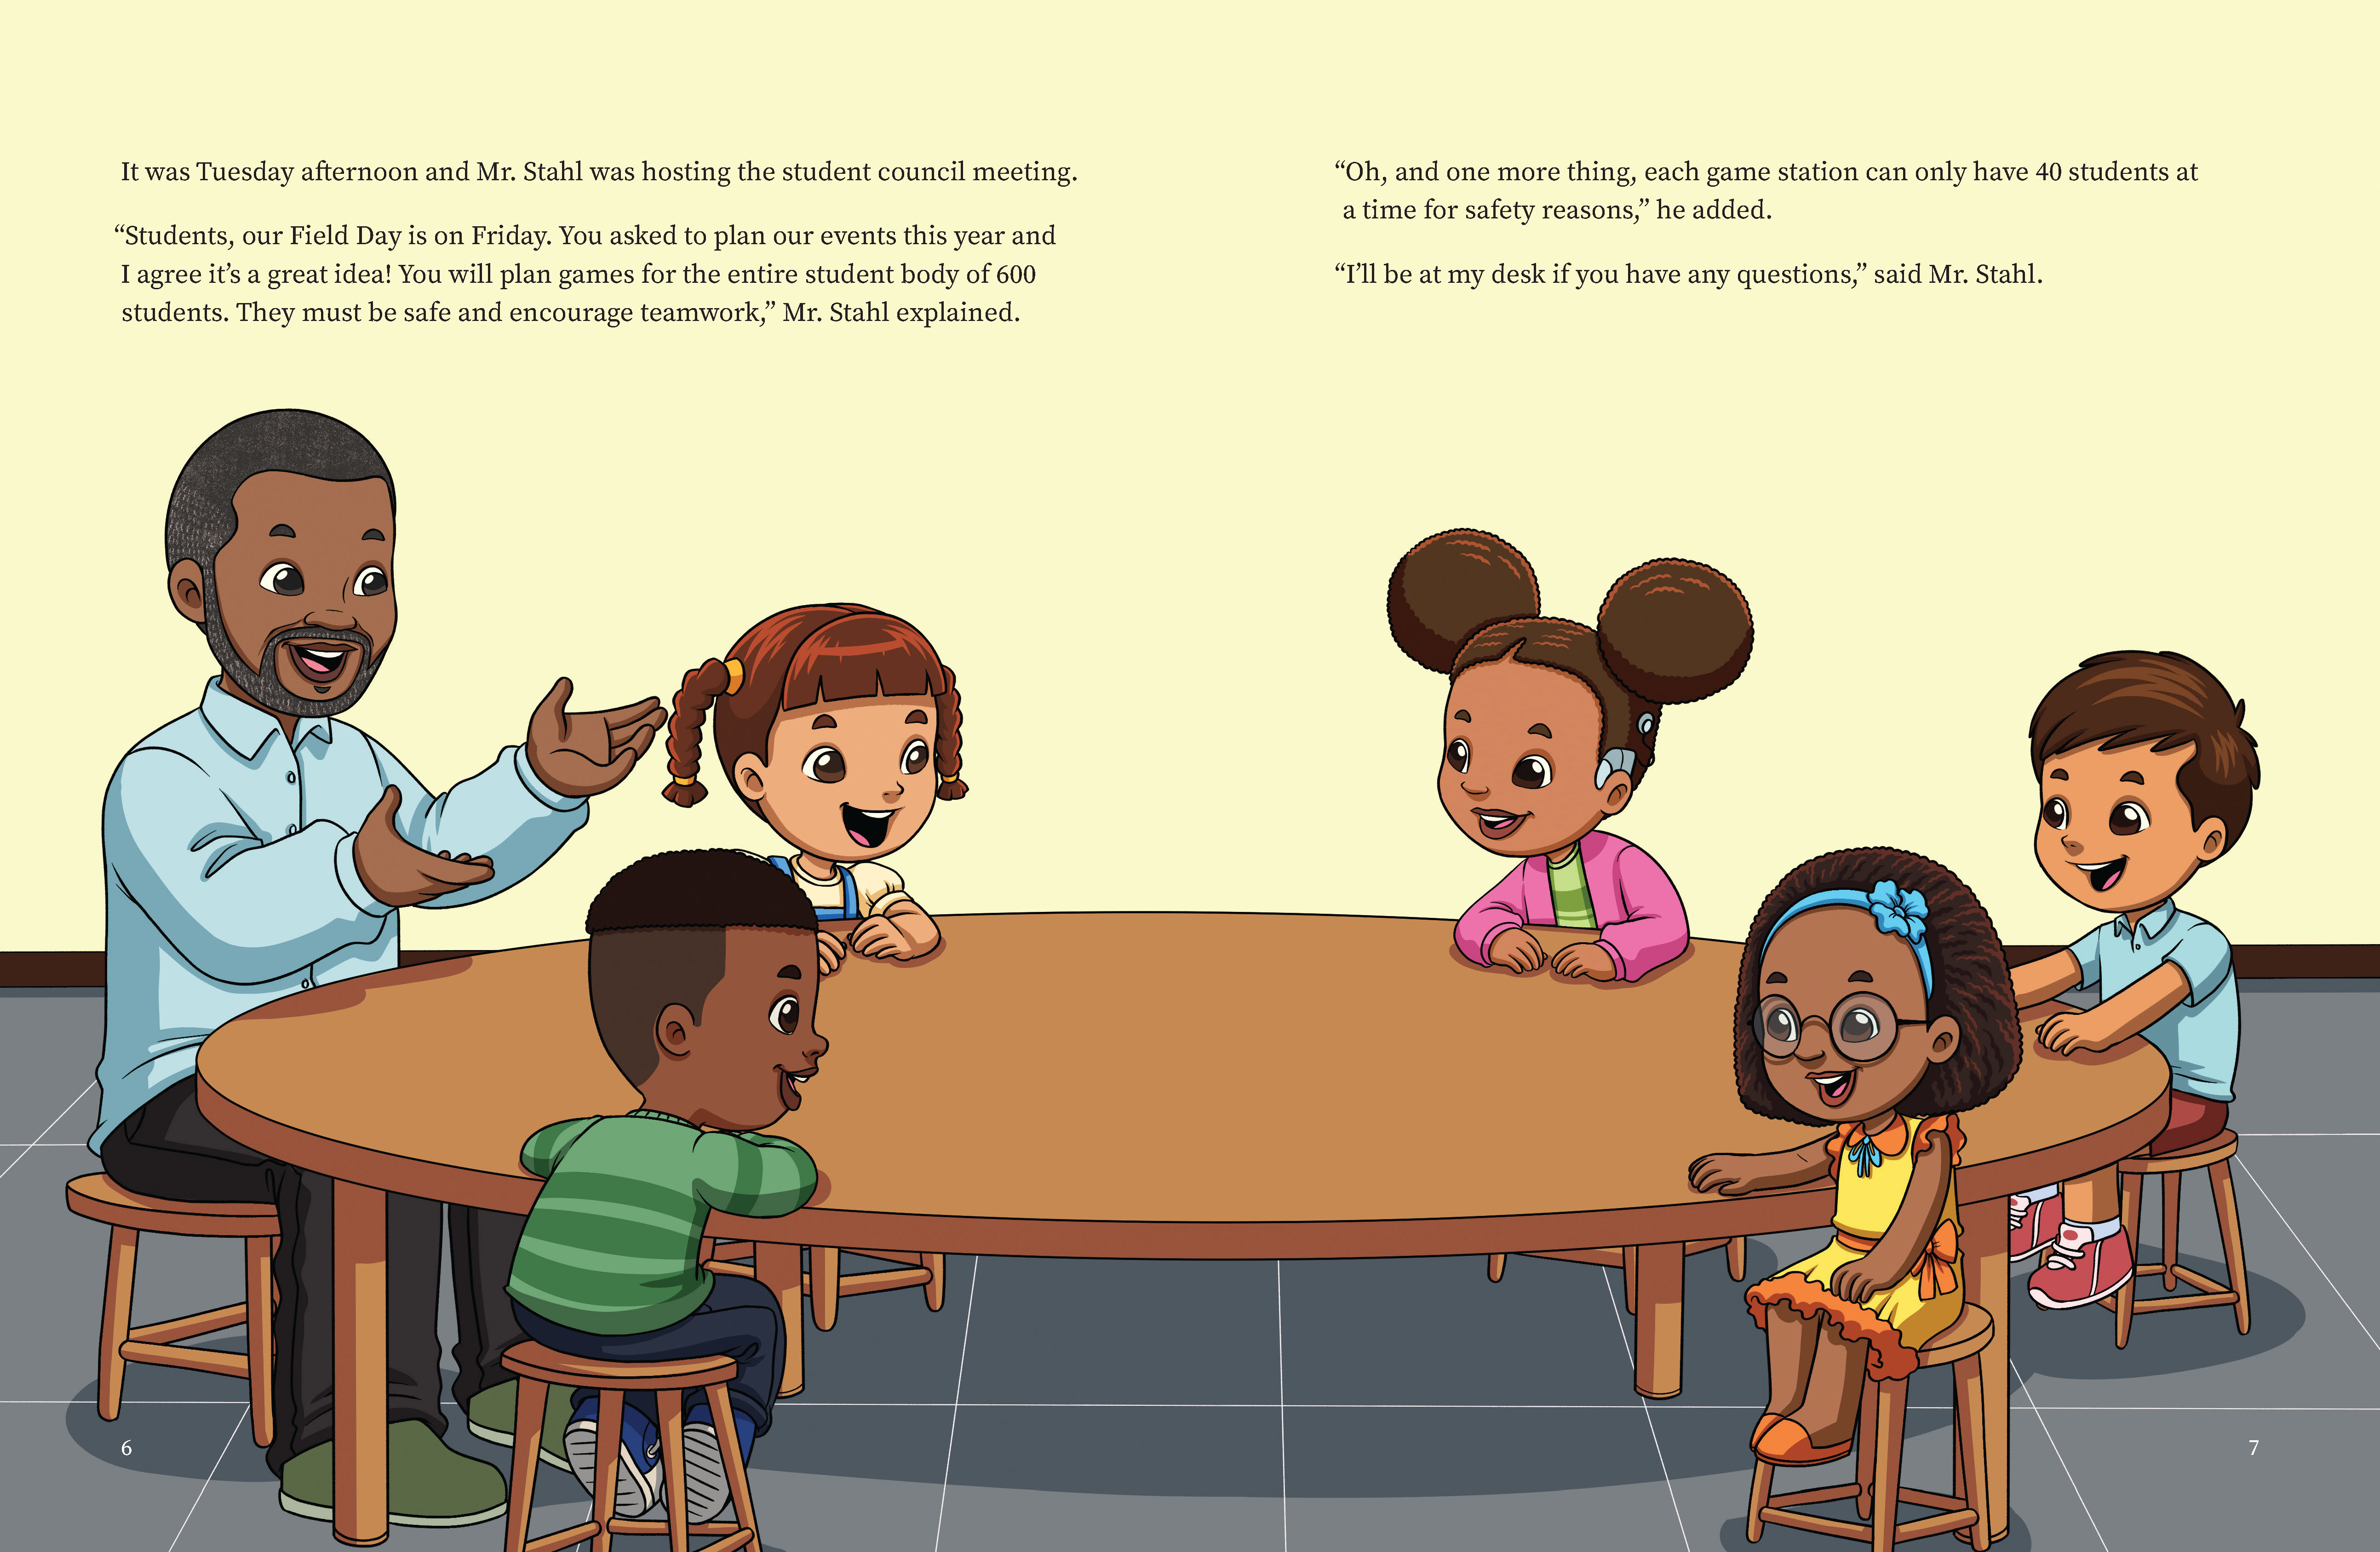 It was Tuesday afternoon and Mr. Stahl was hosting the student council meeting.
“Students, our Field Day is on Friday. You asked to plan our events this year and
I agree it’s a great idea! You will plan games for the entire student body of 600
students. They must be safe and encourage teamwork,” Mr. Stahl explained.
“Oh, and one more thing, each game station can only have 40 students at
a time for safety reasons,” he added.
“I’ll be at my desk if you have any questions,” said Mr. Stahl.
6
7